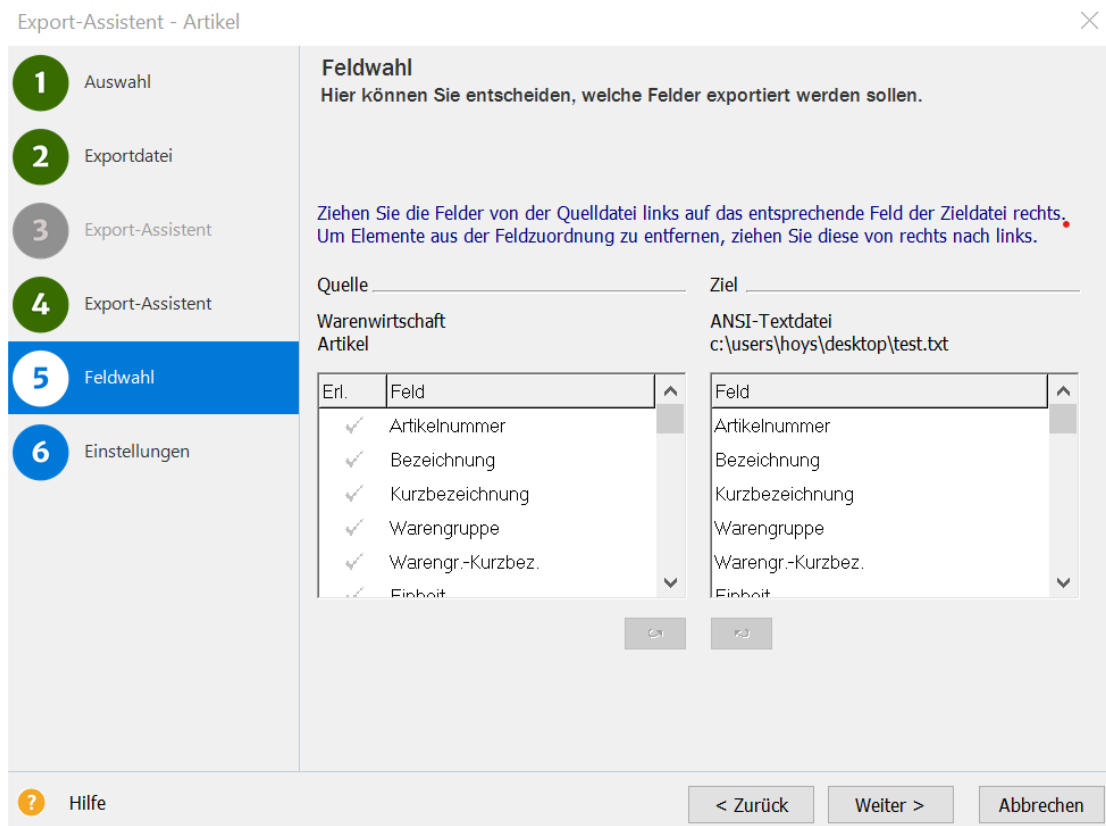 Export-Assistent - Artikel
1 Auswahl
2 Exportdatei
3 Export-Assistent
4 Export-Assistent
5 Feldwahl
6 Einstellungen
Feldwahl
Hier können Sie entscheiden, welche Felder exportiert werden sollen.
Ziehen Sie die Felder von der Quelldatei links auf das entsprechende Feld der Zieldatei rechts.
Um Elemente aus der Feldzuordnung zu entfernen, ziehen Sie diese von rechts nach links.
Quelle
Warenwirtschaft
Artikel
Erl. Feld
Artikelnummer
Bezeichnung
Kurzbezeichnung
Warengruppe
Warengr.-Kurzbez.
Einheit
Ziel
ANSI-Textdatei
c:\users\hoys\desktop\test.txt
Feld
Artikelnummer
Bezeichnung
Kurzbezeichnung
Warengruppe
Warengr.-Kurzbez.
Einheit
? Hilfe
< Zurück
Weiter >
Abbrechen